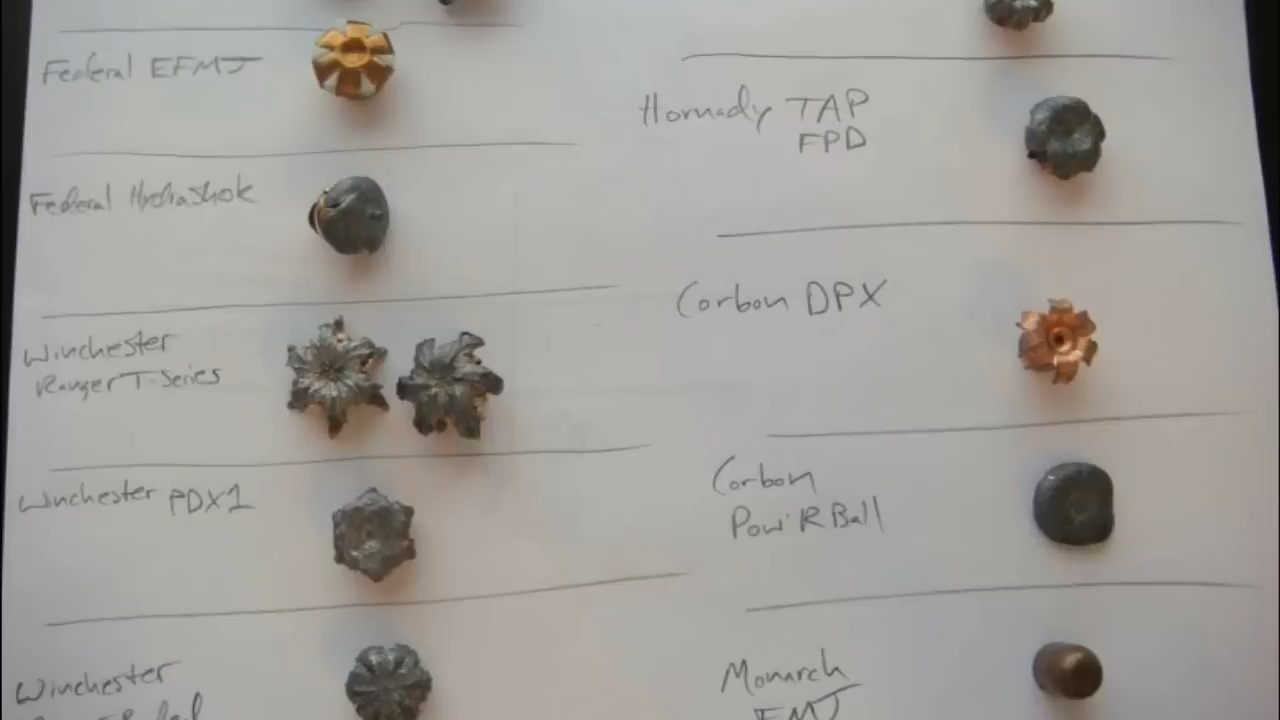 Federal EFMJ
Federal HydraShok
Winchester
Ranger T-Series
Winchester PDX1
Winchester
Hornady TAP
FPD
Corbon DPX
Corbon
Pow'R Ball
Monarch
FMJ